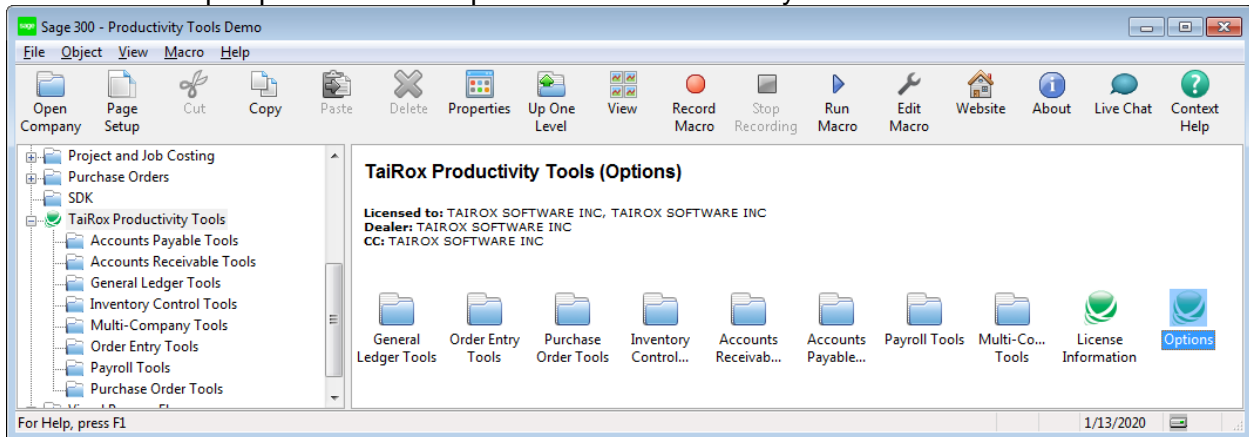 sage Sage 300 - Productivity Tools Demo
File Object View Macro Help
Open Company
Page Setup
Cut
Copy
Paste
Delete
Properties
Up One Level
View
Record Macro
Stop Recording
Run Macro
Edit Macro
Website
About
Live Chat
Context Help
Project and Job Costing
Purchase Orders
SDK
TaiRox Productivity Tools
Accounts Payable Tools
Accounts Receivable Tools
General Ledger Tools
Inventory Control Tools
Multi-Company Tools
Order Entry Tools
Payroll Tools
Purchase Order Tools
TaiRox Productivity Tools (Options)
Licensed to: TAIROX SOFTWARE INC, TAIROX SOFTWARE INC
Dealer: TAIROX SOFTWARE INC
CC: TAIROX SOFTWARE INC
General Ledger Tools
Order Entry Tools
Purchase Order Tools
Inventory Control...
Accounts Receivab...
Accounts Payable...
Payroll Tools
Multi-Co... Tools
License Information
Options
For Help, press F1
1/13/2020